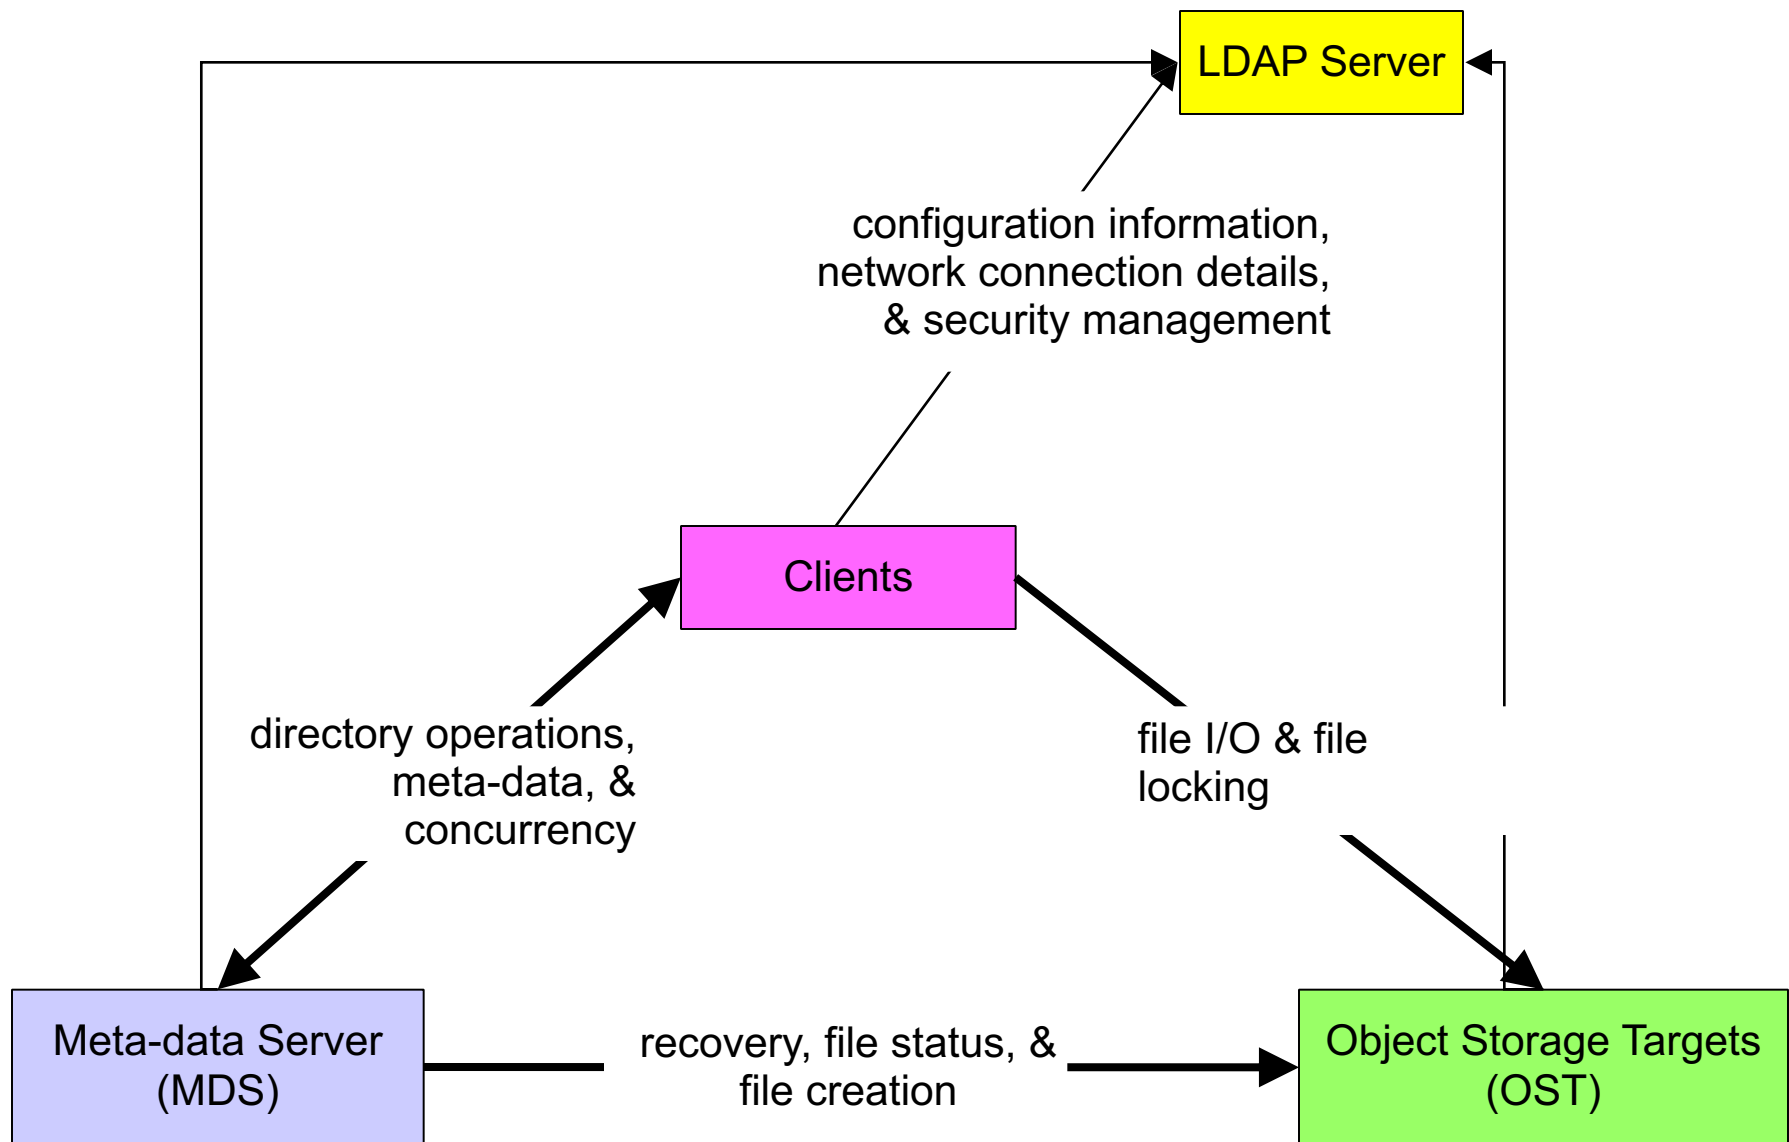 LDAP Server
configuration information,
network connection details,
& security management
Clients
directory operations,
meta-data, &
concurrency
file I/O & file
locking
Meta-data Server
(MDS)
recovery, file status, &
file creation
Object Storage Targets
(OST)